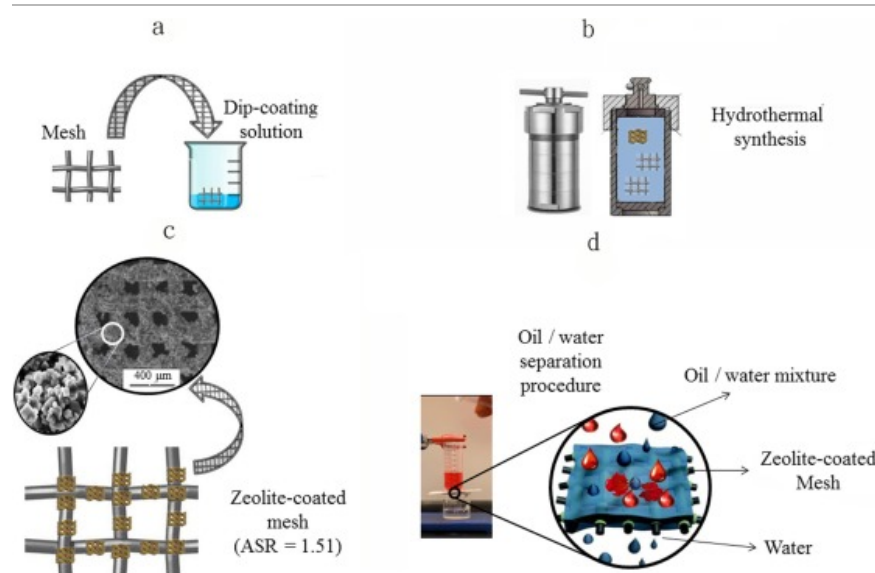 a
Mesh
Dip-coating
solution
b
Hydrothermal
synthesis
c
400 μm
Zeolite-coated
mesh
(ASR = 1.51)
d
Oil / water
separation
procedure
Oil / water mixture
Zeolite-coated
Mesh
Water